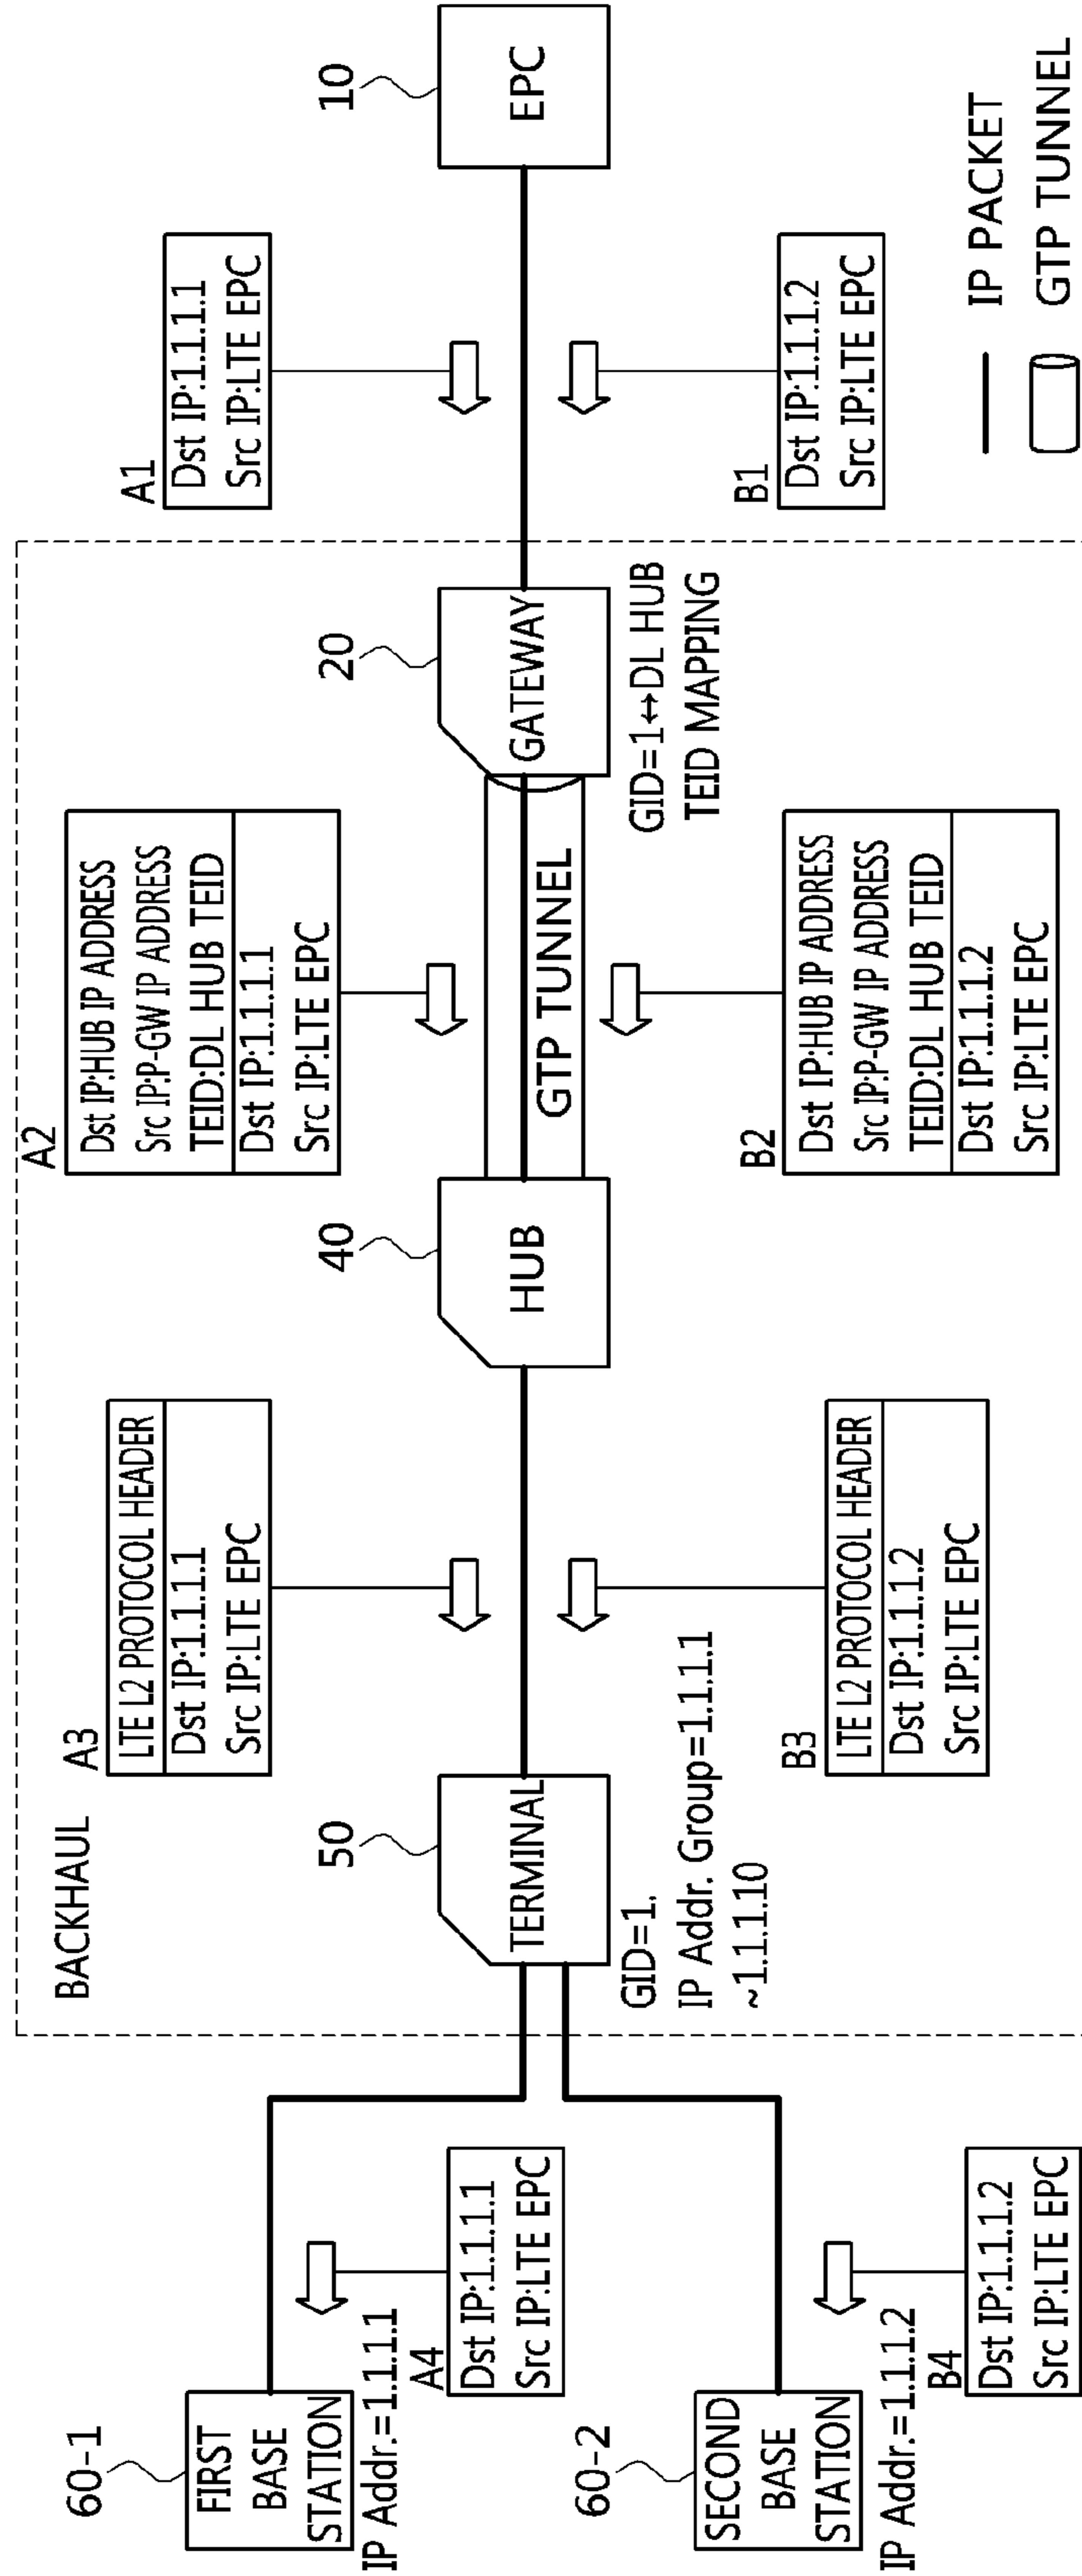 BACKHAUL
60-1
FIRST
BASE
STATION
IP Addr.=1.1.1.1
A4
Dst IP:1.1.1.1
Src IP:LTE EPC
60-2
SECOND
BASE
STATION
IP Addr.=1.1.1.2
B4
Dst IP:1.1.1.2
Src IP:LTE EPC
50
TERMINAL
GID=1,
IP Addr. Group=1.1.1.1
~1.1.1.10
A3
LTE L2 PROTOCOL HEADER
Dst IP:1.1.1.1
Src IP:LTE EPC
B3
LTE L2 PROTOCOL HEADER
Dst IP:1.1.1.2
Src IP:LTE EPC
40
HUB
A2
Dst IP:HUB IP ADDRESS
Src IP:P-GW IP ADDRESS
TEID:DL HUB TEID
Dst IP:1.1.1.1
Src IP:LTE EPC
GTP TUNNEL
B2
Dst IP:HUB IP ADDRESS
Src IP:P-GW IP ADDRESS
TEID:DL HUB TEID
Dst IP:1.1.1.2
Src IP:LTE EPC
20
GATEWAY
GID=1↔DL HUB
TEID MAPPING
A1
Dst IP:1.1.1.1
Src IP:LTE EPC
B1
Dst IP:1.1.1.2
Src IP:LTE EPC
10
EPC
IP PACKET
GTP TUNNEL